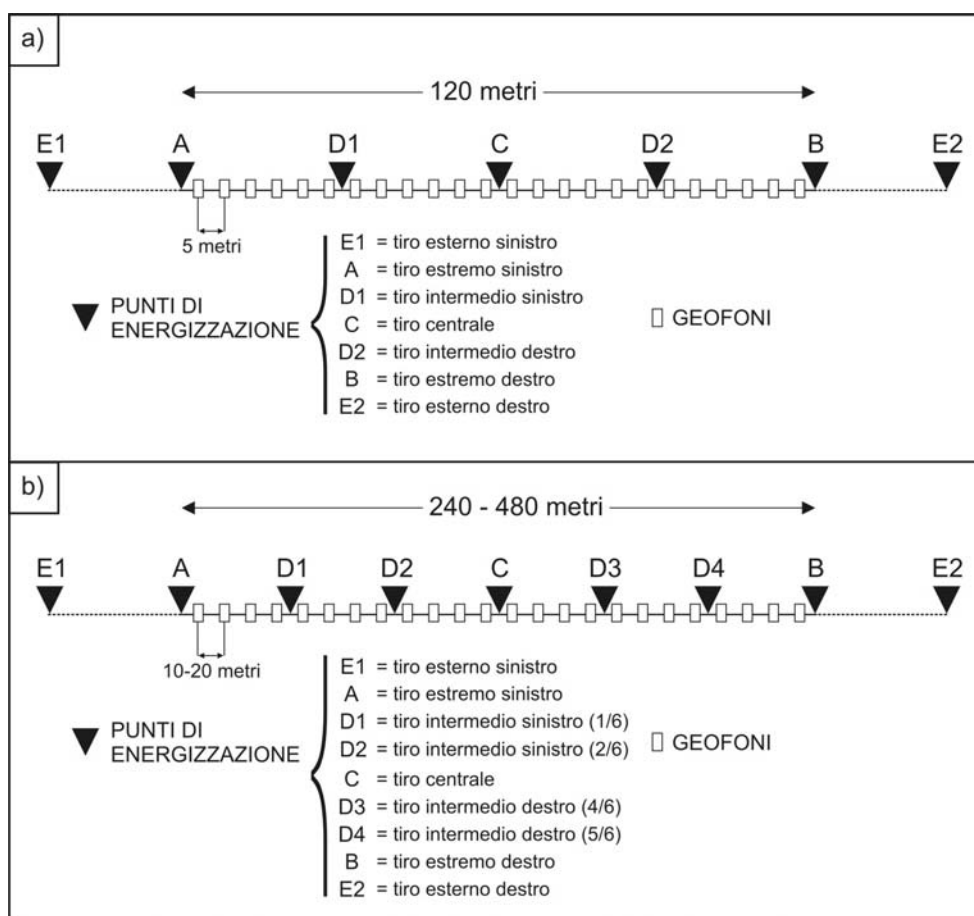 a)
120 metri
E1 A D1 C D2 B E2
5 metri
PUNTI DI
ENERGIZZAZIONE
E1 = tiro esterno sinistro
A = tiro estremo sinistro
D1 = tiro intermedio sinistro
C = tiro centrale
D2 = tiro intermedio destro
B = tiro estremo destro
E2 = tiro esterno destro
GEOFONI
b)
240 - 480 metri
E1 A D1 D2 C D3 D4 B E2
10-20 metri
PUNTI DI
ENERGIZZAZIONE
E1 = tiro esterno sinistro
A = tiro estremo sinistro
D1 = tiro intermedio sinistro (1/6)
D2 = tiro intermedio sinistro (2/6)
C = tiro centrale
D3 = tiro intermedio destro (4/6)
D4 = tiro intermedio destro (5/6)
B = tiro estremo destro
E2 = tiro esterno destro
GEOFONI